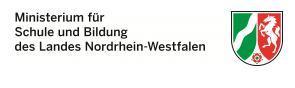 Ministerium für
Schule und Bildung
des Landes Nordrhein-Westfalen